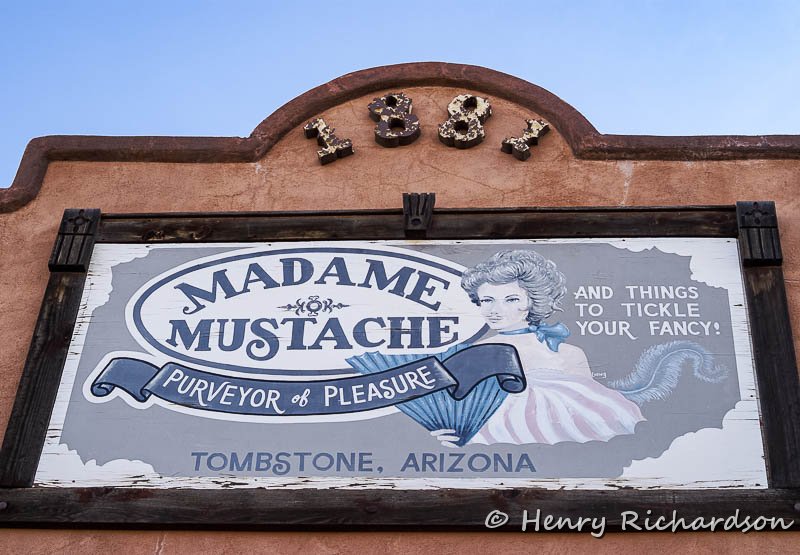 1881
MADAME
MUSTACHE
PURVEYOR of PLEASURE
AND THINGS
TO TICKLE
YOUR FANCY!
TOMBSTONE, ARIZONA
© Henry Richardson